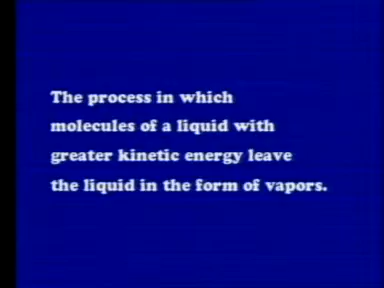 The process in which
molecules of a liquid with
greater kinetic energy leave
the liquid in the form of vapors.